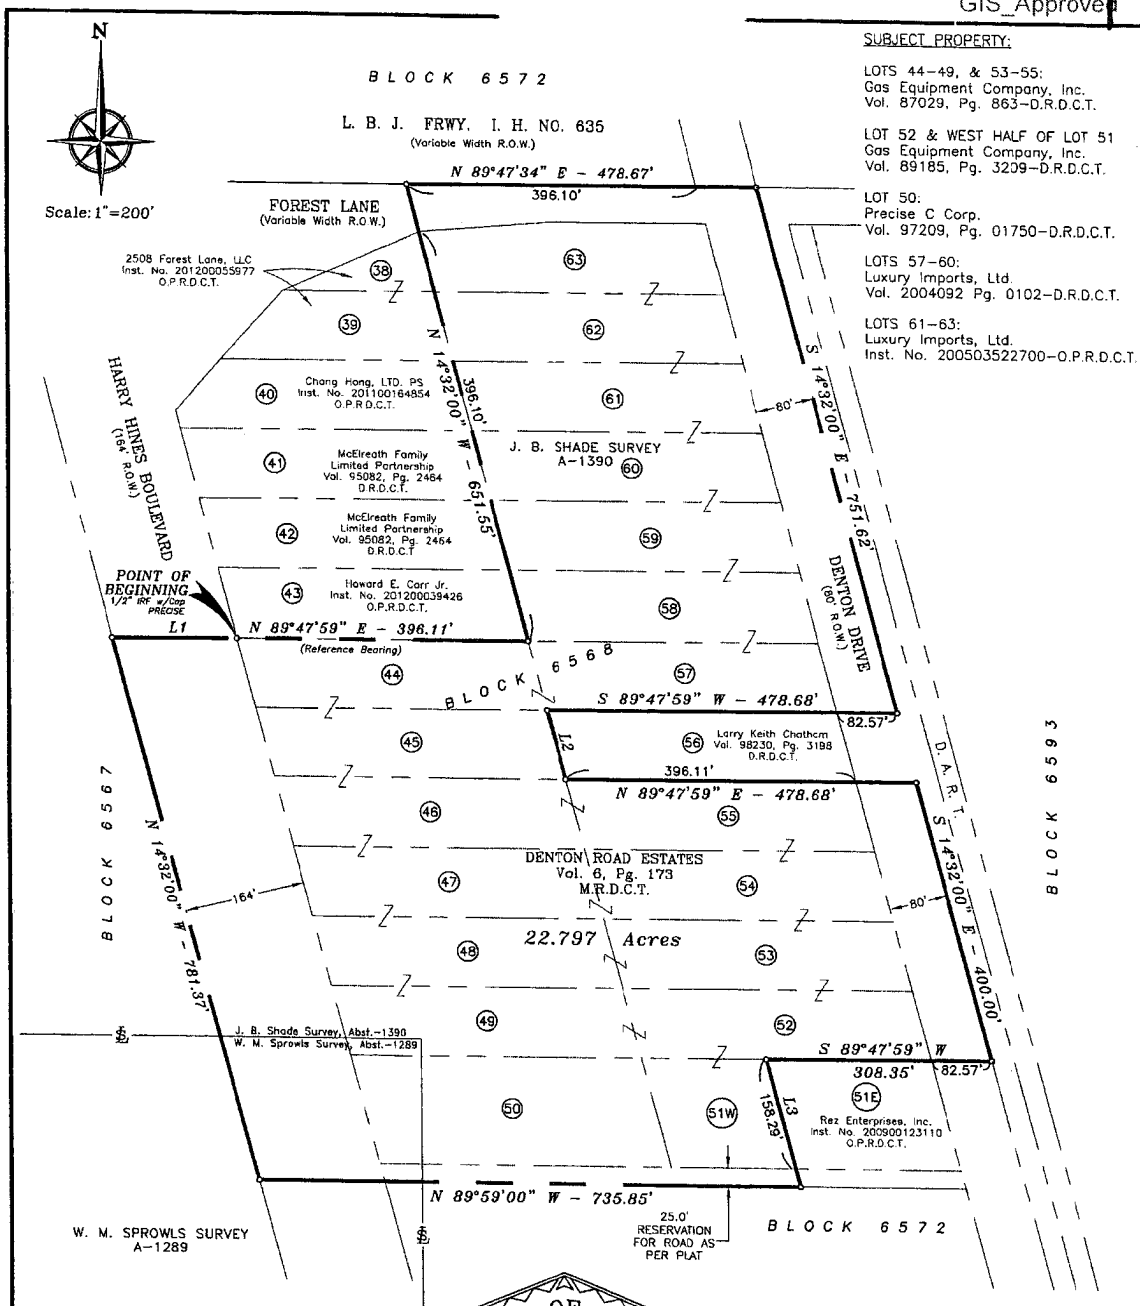 GIS_Approved
N
Scale: 1"=200'
BLOCK 6572
L. B. J. FRWY. I. H. NO. 635
(Variable Width R.O.W.)
N 89°47'34" E - 478.67'
396.10'
FOREST LANE
(Variable Width R.O.W.)
SUBJECT PROPERTY:
LOTS 44-49, & 53-55:
Gas Equipment Company, Inc.
Vol. 87029, Pg. 863-D.R.D.C.T.
LOT 52 & WEST HALF OF LOT 51
Gas Equipment Company, Inc.
Vol. 89185, Pg. 3209-D.R.D.C.T.
LOT 50:
Precise C Corp.
Vol. 97209, Pg. 01750-D.R.D.C.T.
LOTS 57-60:
Luxury Imports, Ltd.
Vol. 2004092 Pg. 0102-D.R.D.C.T.
LOTS 61-63:
Luxury Imports, Ltd.
Inst. No. 200503522700-O.P.R.D.C.T.
2508 Forest Lane, LLC
Inst. No. 201200055977
O.P.R.D.C.T.
38
63
39
62
N 14°32'00" W - 651.55'
396.10'
S 14°32'00" E - 751.62'
40
Chang Hong, LTD. PS
Inst. No. 201100164854
O.P.R.D.C.T.
61
80'
HARRY HINES BOULEVARD
(164' R.O.W.)
J. B. SHADE SURVEY
A-1390
60
41
McElreath Family
Limited Partnership
Vol. 95082, Pg. 2464
D.R.D.C.T.
42
McElreath Family
Limited Partnership
Vol. 95082, Pg. 2464
D.R.D.C.T
59
DENTON DRIVE
(80' R.O.W.)
POINT OF
BEGINNING
1/2" IRF w/Cap
PRECISE
43
Howard E. Carr Jr.
Inst. No. 201200039426
O.P.R.D.C.T.
58
L1
N 89°47'59" E - 396.11'
(Reference Bearing)
44
BLOCK 6568
57
S 89°47'59" W - 478.68'
82.57'
45
L2
56
Larry Keith Chatham
Vol. 98230, Pg. 3198
D.R.D.C.T.
D. A. R. T.
BLOCK 6593
396.11'
N 89°47'59" E - 478.68'
BLOCK 6567
46
55
N 14°32'00" W - 781.37'
S 14°32'00" E - 400.00'
DENTON ROAD ESTATES
Vol. 6, Pg. 173
M.R.D.C.T.
47
54
164'
80'
22.797 Acres
48
53
49
52
J. B. Shade Survey, Abst.-1390
W. M. Sprowls Survey, Abst.-1289
S 89°47'59" W
308.35'
82.57'
50
51W
158.29'
L3
51E
Rez Enterprises, Inc.
Inst. No. 200900123110
O.P.R.D.C.T.
N 89°59'00" W - 735.85'
25.0'
RESERVATION
FOR ROAD AS
PER PLAT
BLOCK 6572
W. M. SPROWLS SURVEY
A-1289
OF